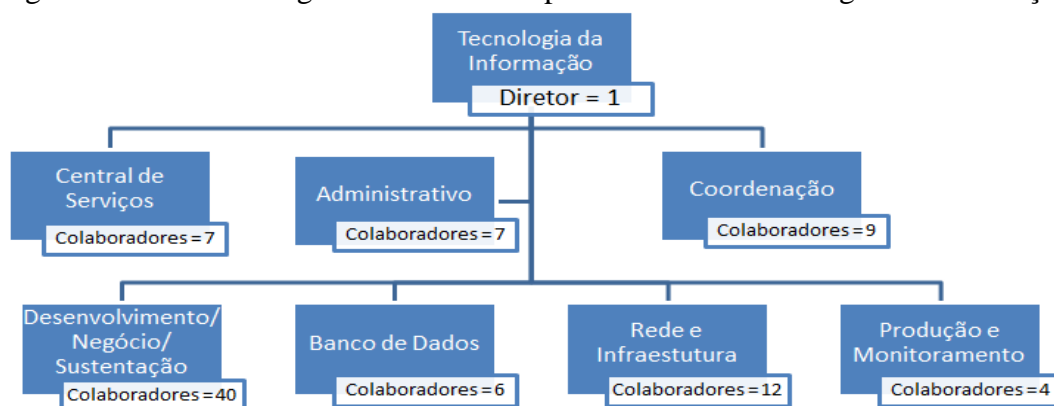 Tecnologia da
Informação
Diretor = 1
Central de
Serviços
Colaboradores=7
Administrativo
Colaboradores=7
Coordenação
Colaboradores=9
Desenvolvimento/
Negócio/
Sustentação
Colaboradores=40
Banco de Dados
Colaboradores=6
Rede e
Infraestutura
Colaboradores=12
Produção e
Monitoramento
Colaboradores=4